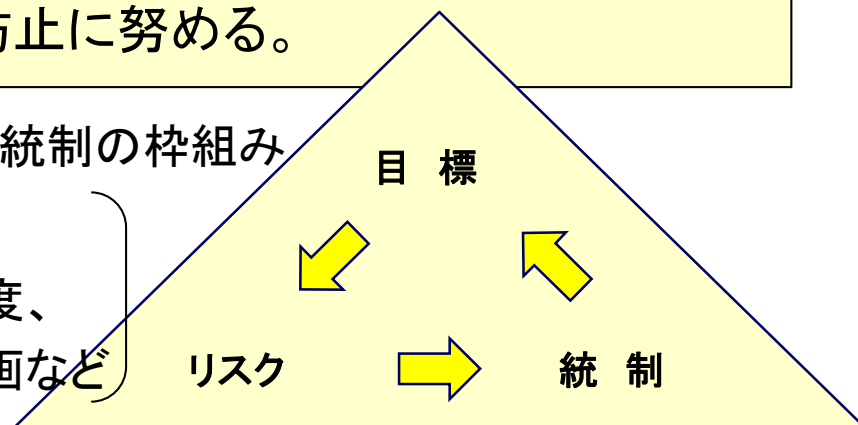 防止に努める。
統制の枠組み
目 標
度、
画など
リスク
統 制